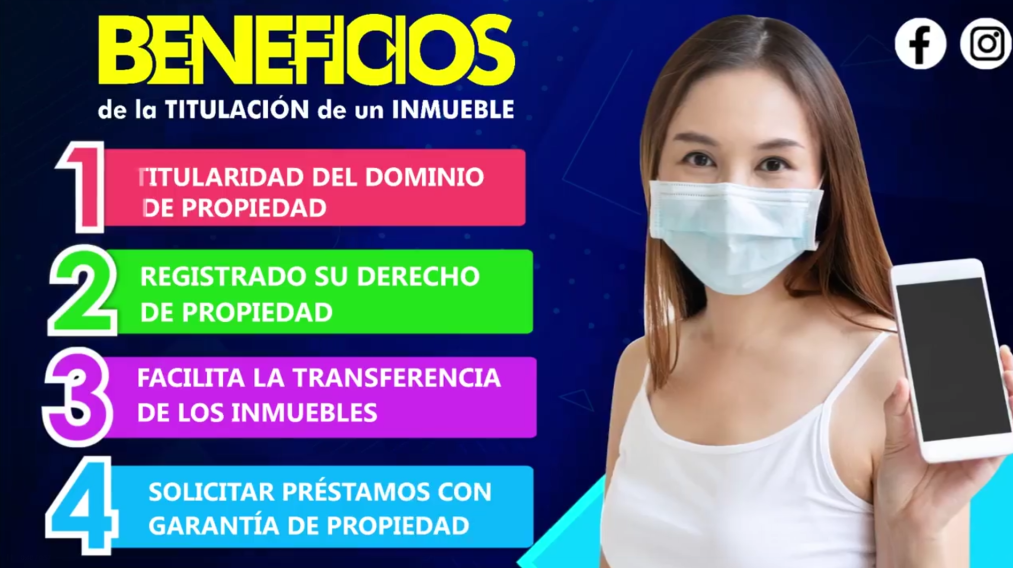 BENEFICIOS
de la TITULACIÓN de un INMUEBLE
1
TITULARIDAD DEL DOMINIO
DE PROPIEDAD
2
REGISTRADO SU DERECHO
DE PROPIEDAD
3
FACILITA LA TRANSFERENCIA
DE LOS INMUEBLES
4
SOLICITAR PRÉSTAMOS CON
GARANTÍA DE PROPIEDAD